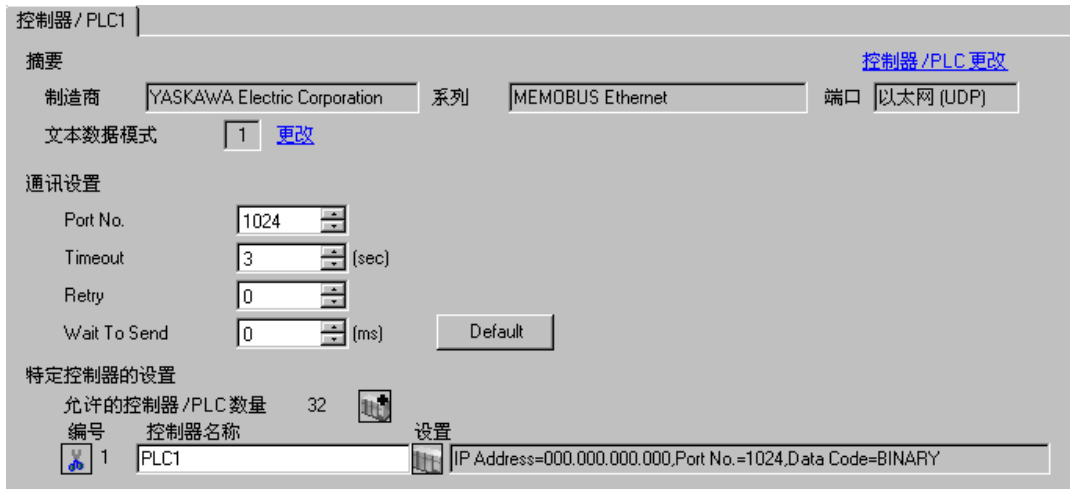 控制器/PLC1
摘要 控制器/PLC更改
制造商 YASKAWA Electric Corporation 系列 MEMOBUS Ethernet 端口 以太网 (UDP)
文本数据模式 1 更改
通讯设置
Port No. 1024
Timeout 3 (sec)
Retry 0
Wait To Send 0 (ms) Default
特定控制器的设置
允许的控制器/PLC数量 32
编号 控制器名称 设置
1 PLC1 IP Address=000.000.000.000,Port No.=1024,Data Code=BINARY